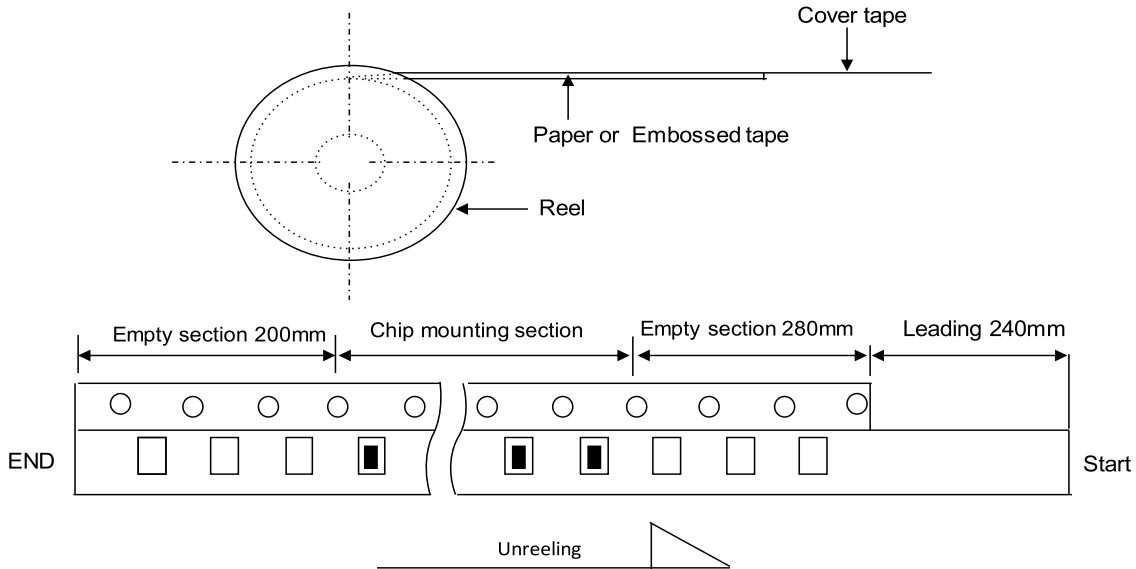 Cover tape
Paper or Embossed tape
Reel
Empty section 200mm
Chip mounting section
Empty section 280mm
Leading 240mm
END
Start
Unreeling